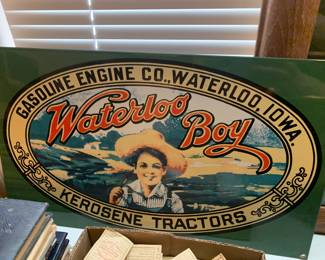 GASOLINE ENGINE CO., WATERLOO, IOWA.
Waterloo Boy
KEROSENE TRACTORS